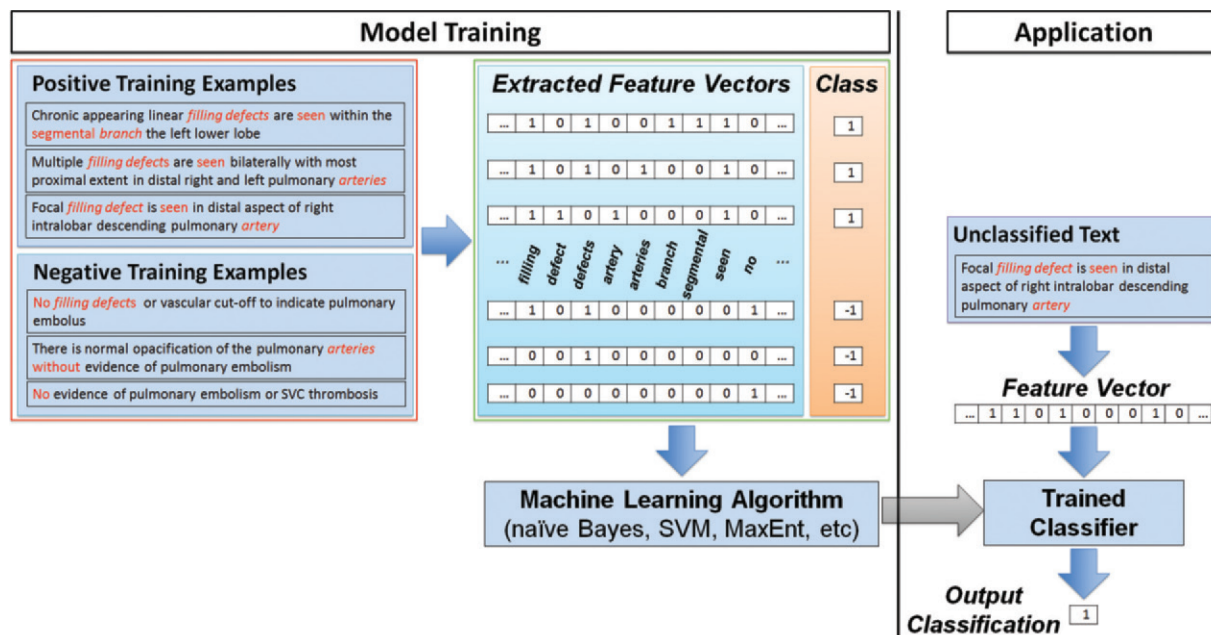 Model Training
Positive Training Examples
Chronic appearing linear filling defects are seen within the
segmental branch the left lower lobe
Multiple filling defects are seen bilaterally with most
proximal extent in distal right and left pulmonary arteries
Focal filling defect is seen in distal aspect of right
intralobar descending pulmonary artery
Negative Training Examples
No filling defects or vascular cut-off to indicate pulmonary
embolus
There is normal opacification of the pulmonary arteries
without evidence of pulmonary embolism
No evidence of pulmonary embolism or SVC thrombosis
Extracted Feature Vectors
Class
... 1 0 1 0 0 1 1 1 0 ... 1
... 1 0 1 0 1 0 0 1 0 ... 1
... 1 1 0 1 0 0 0 1 0 ... 1
... filling defect defects artery arteries branch segmental seen no ...
... 1 0 1 0 0 0 0 0 1 ... -1
... 0 0 1 0 0 0 0 0 0 ... -1
... 0 0 0 0 0 0 0 0 1 ... -1
Machine Learning Algorithm
(naïve Bayes, SVM, MaxEnt, etc)
Application
Unclassified Text
Focal filling defect is seen in distal
aspect of right intralobar descending
pulmonary artery
Feature Vector
... 1 1 0 1 0 0 0 1 0 ...
Trained
Classifier
Output
Classification 1